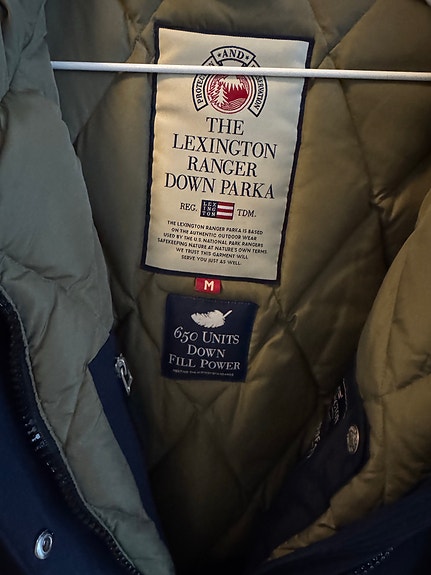 AND
THE
LEXINGTON
RANGER
DOWN PARKA
REG. LEX ING TON TDM.
THE LEXINGTON RANGER PARKA IS BASED
ON THE AUTHENTIC OUTDOOR WEAR
USED BY THE U.S. NATIONAL PARK RANGERS
SAFEKEEPING NATURE AT NATURE'S OWN TERMS.
WE TRUST THIS GARMENT WILL
SERVE YOU JUST AS WELL.
M
650 UNITS
DOWN
FILL POWER